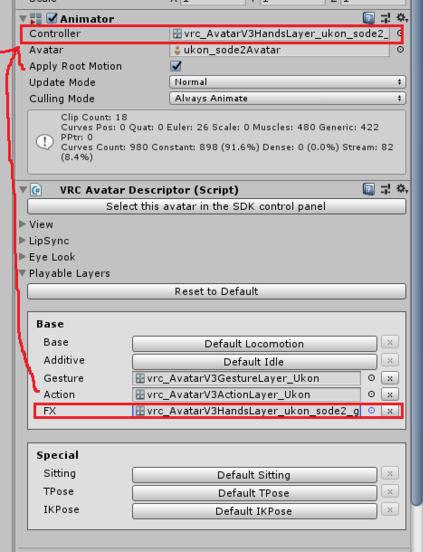 Animator
Controller vrc_AvatarV3HandsLayer_ukon_sode2_
Avatar ukon_sode2Avatar
Apply Root Motion
Update Mode Normal
Culling Mode Always Animate
Clip Count: 18
Curves Pos: 0 Quat: 0 Euler: 26 Scale: 0 Muscles: 480 Generic: 422
PPtr: 0
Curves Count: 980 Constant: 898 (91.6%) Dense: 0 (0.0%) Stream: 82
(8.4%)
VRC Avatar Descriptor (Script)
Select this avatar in the SDK control panel
View
LipSync
Eye Look
Playable Layers
Reset to Default
Base
Base Default Locomotion x
Additive Default Idle x
Gesture vrc_AvatarV3GestureLayer_Ukon x
Action vrc_AvatarV3ActionLayer_Ukon x
FX vrc_AvatarV3HandsLayer_ukon_sode2_g x
Special
Sitting Default Sitting x
TPose Default TPose x
IKPose Default IKPose x